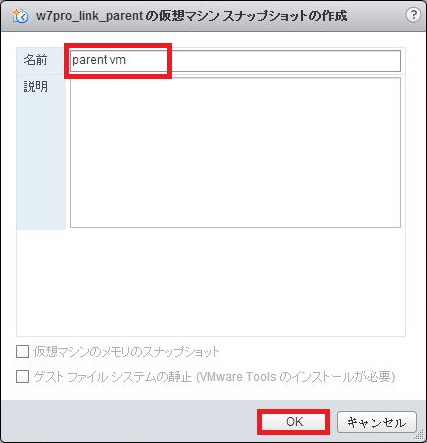 w7pro_link_parent の仮想マシン スナップショットの作成
?
名前
parent vm
説明
仮想マシンのメモリのスナップショット
ゲスト ファイル システムの静止 (VMware Tools のインストールが必要)
OK
キャンセル